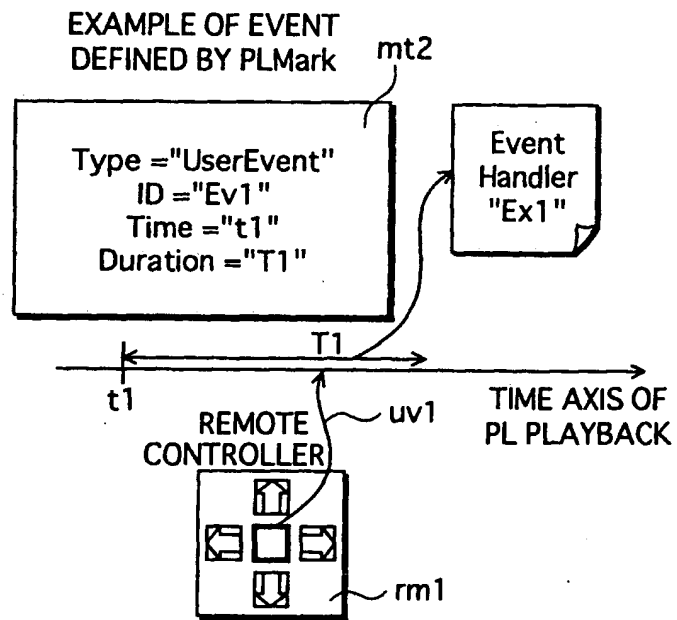 EXAMPLE OF EVENT
DEFINED BY PLMark
mt2
Type ="UserEvent"
ID ="Ev1"
Time ="t1"
Duration ="T1"
Event
Handler
"Ex1"
T1
t1
uv1
TIME AXIS OF
PL PLAYBACK
REMOTE
CONTROLLER
rm1